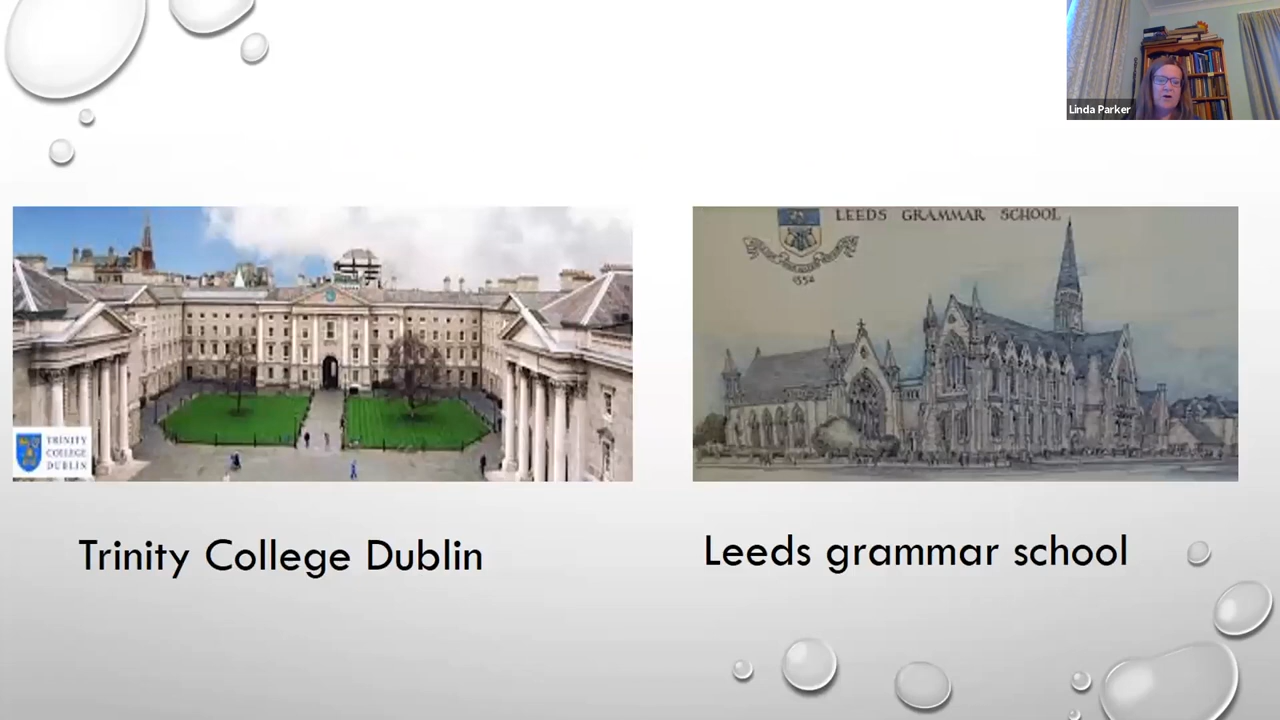 Linda Parker
LEEDS GRAMMAR SCHOOL
1552
TRINITY
COLLEGE
DUBLIN
Trinity College Dublin
Leeds grammar school